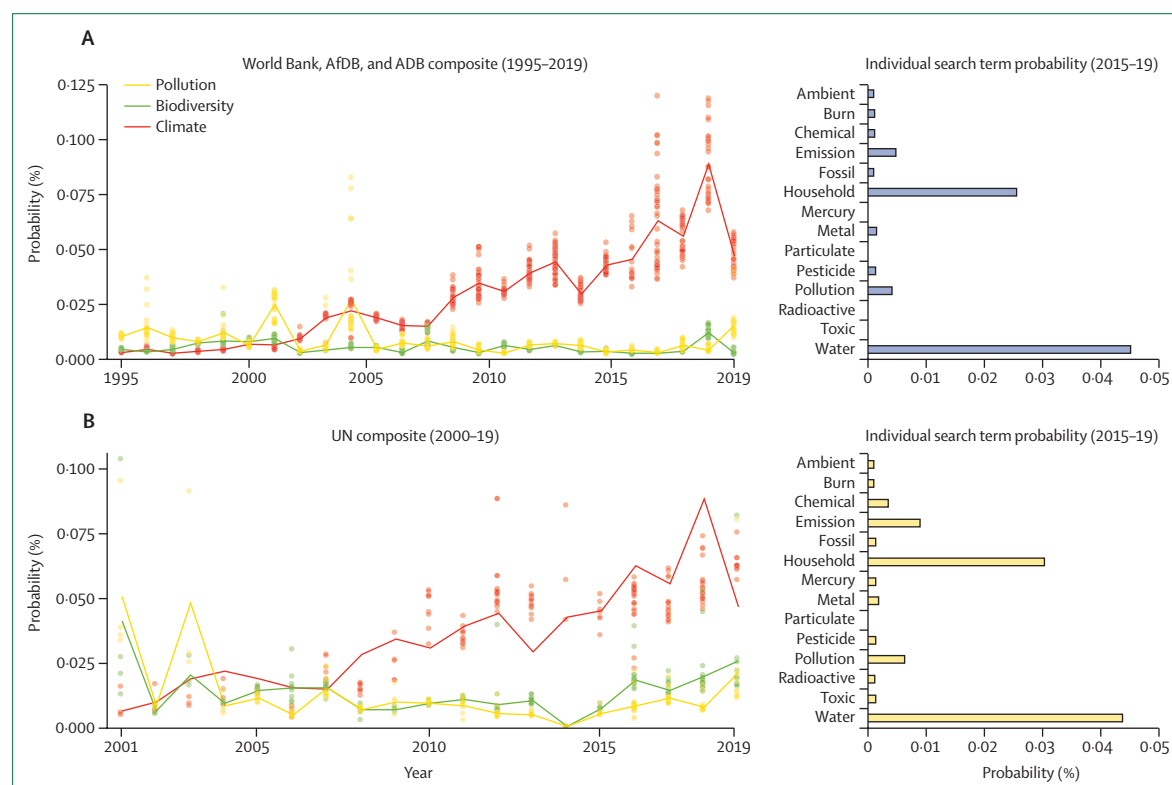 A
World Bank, AfDB, and ADB composite (1995–2019)
Pollution
Biodiversity
Climate
Probability (%)
0·125
0·100
0·075
0·050
0·025
0·000
1995
2000
2005
2010
2015
2019
Individual search term probability (2015–19)
Ambient
Burn
Chemical
Emission
Fossil
Household
Mercury
Metal
Particulate
Pesticide
Pollution
Radioactive
Toxic
Water
0
0·01
0·02
0·03
0·04
0·05
B
UN composite (2000–19)
Probability (%)
0·100
0·075
0·050
0·025
0·000
2001
2005
2010
2015
2019
Year
Individual search term probability (2015–19)
Ambient
Burn
Chemical
Emission
Fossil
Household
Mercury
Metal
Particulate
Pesticide
Pollution
Radioactive
Toxic
Water
0
0·01
0·02
0·03
0·04
0·05
Probability (%)